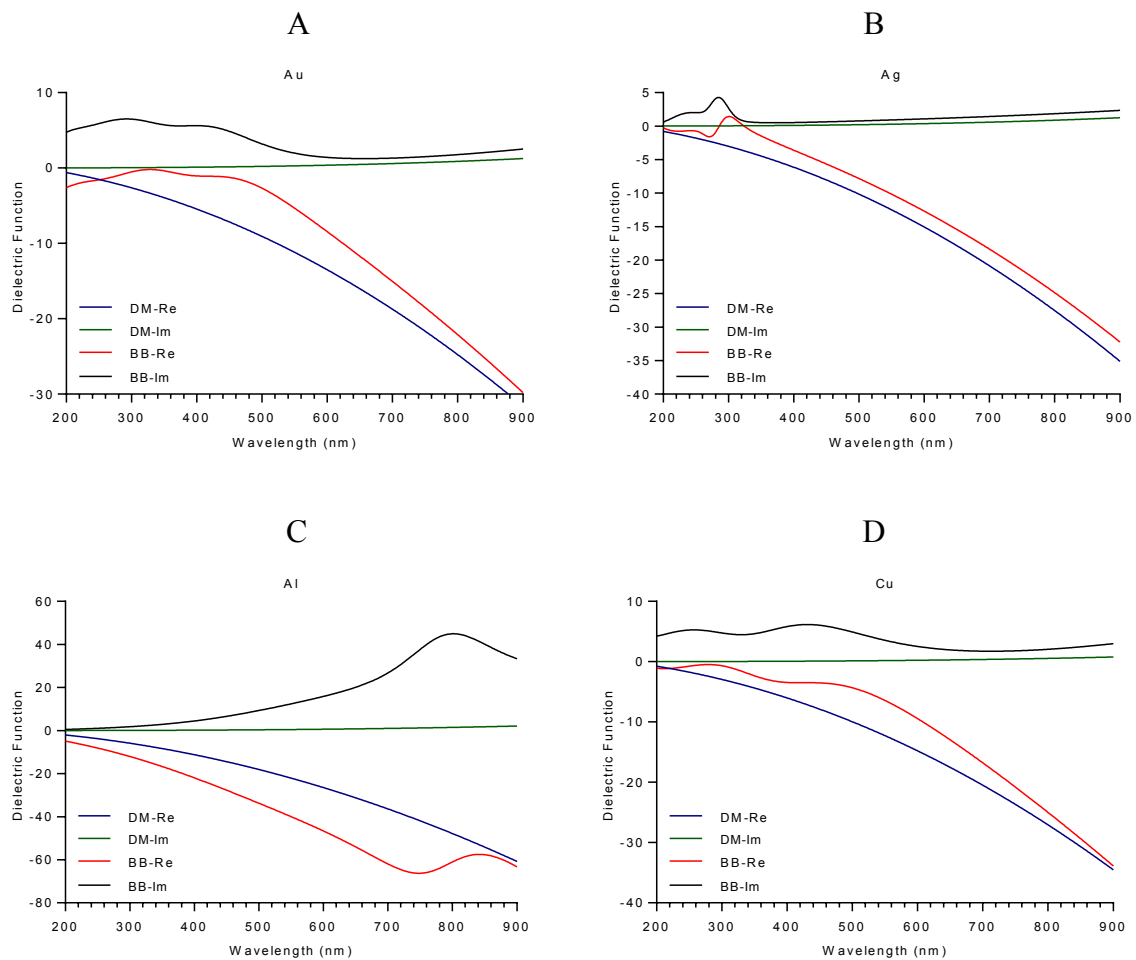 A
Au
10
0
-10
-20
-30
Dielectric Function
DM-Re
DM-Im
BB-Re
BB-Im
200 300 400 500 600 700 800 900
Wavelength (nm)
B
Ag
5
0
-5
-10
-15
-20
-25
-30
-35
-40
Dielectric Function
DM-Re
DM-Im
BB-Re
BB-Im
200 300 400 500 600 700 800 900
Wavelength (nm)
C
Al
60
40
20
0
-20
-40
-60
-80
Dielectric Function
DM-Re
DM-Im
BB-Re
BB-Im
200 300 400 500 600 700 800 900
Wavelength (nm)
D
Cu
10
0
-10
-20
-30
-40
Dielectric Function
DM-Re
DM-Im
BB-Re
BB-Im
200 300 400 500 600 700 800 900
Wavelength (nm)